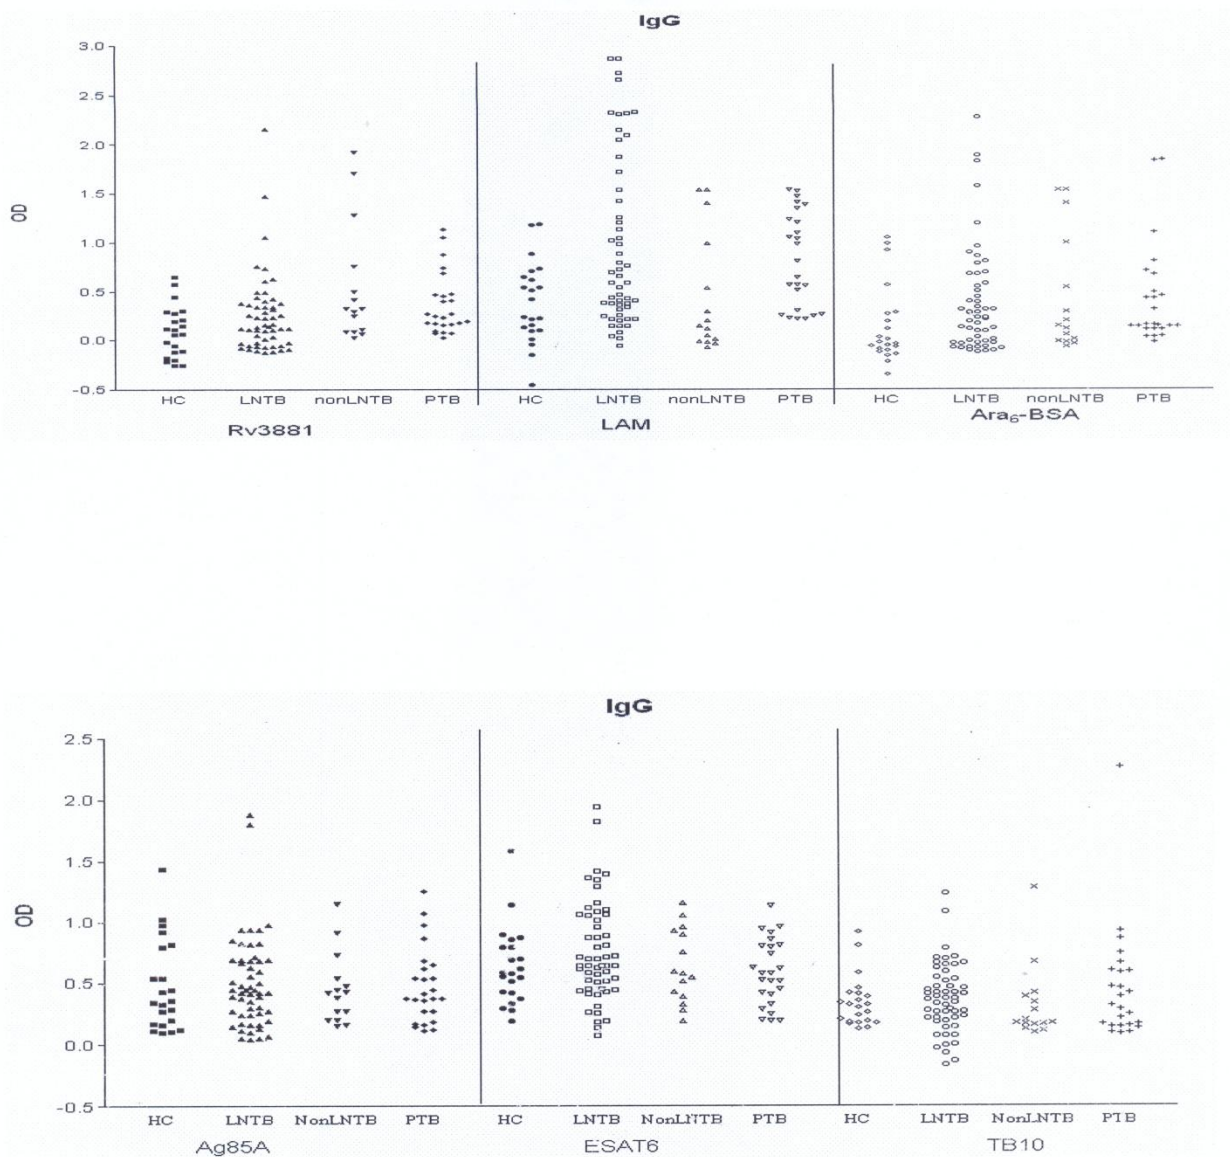 IgG
3.0
2.5
2.0
1.5
1.0
0.5
0.0
-0.5
OD
HC LNTB nonLNTB PTB HC LNTB nonLNTB PTB HC LNTB nonLNTB PTB
Rv3881 LAM Ara6-BSA
IgG
2.5
2.0
1.5
1.0
0.5
0.0
-0.5
OD
HC LNTB NonLNTB PTB HC LNTB NonLNTB PTB HC LNTB NonLNTB PTB
Ag85A ESAT6 TB10